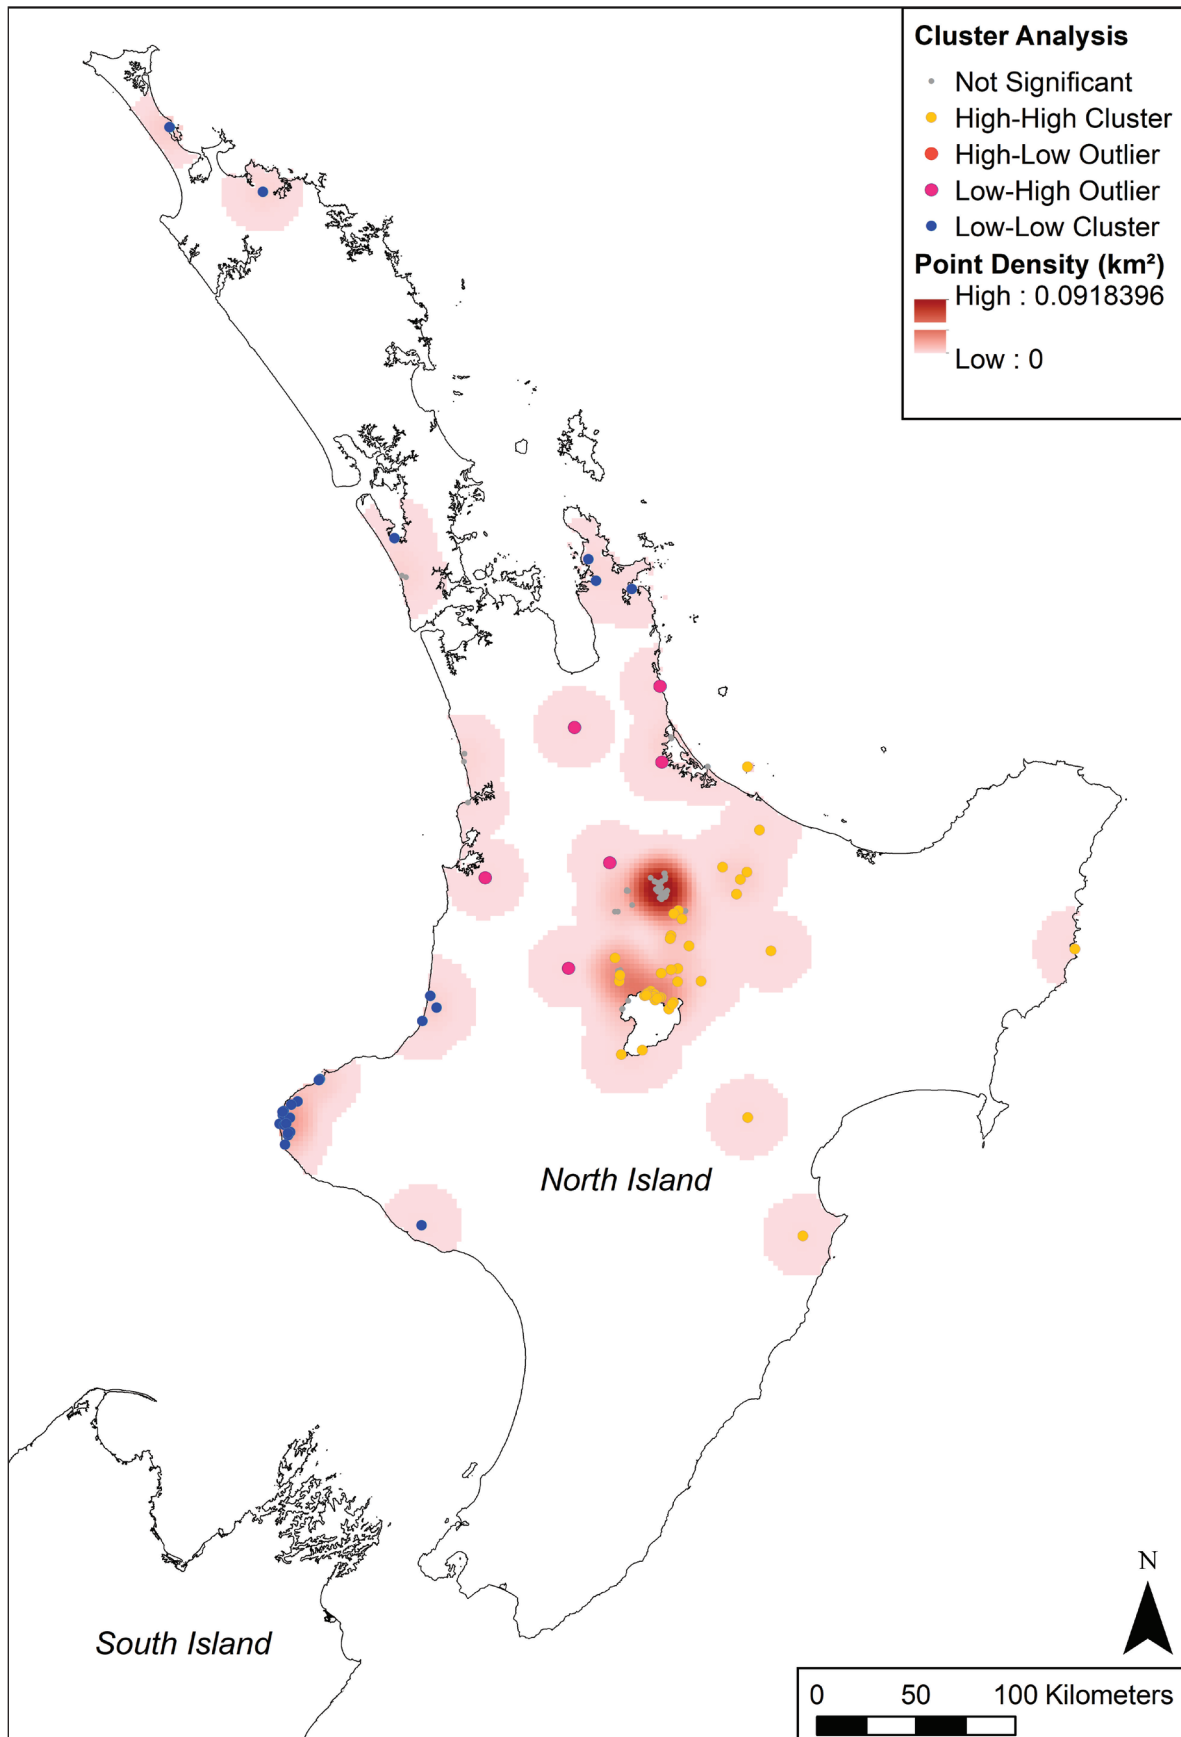 Cluster Analysis
Not Significant
High-High Cluster
High-Low Outlier
Low-High Outlier
Low-Low Cluster
Point Density (km²)
High : 0.0918396
Low : 0
North Island
South Island
N
0 50 100 Kilometers